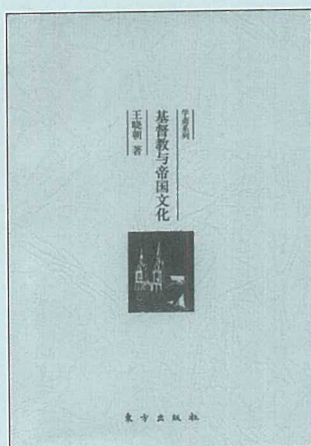 学者系列
基督教与帝国文化
王晓朝 著
东方出版社